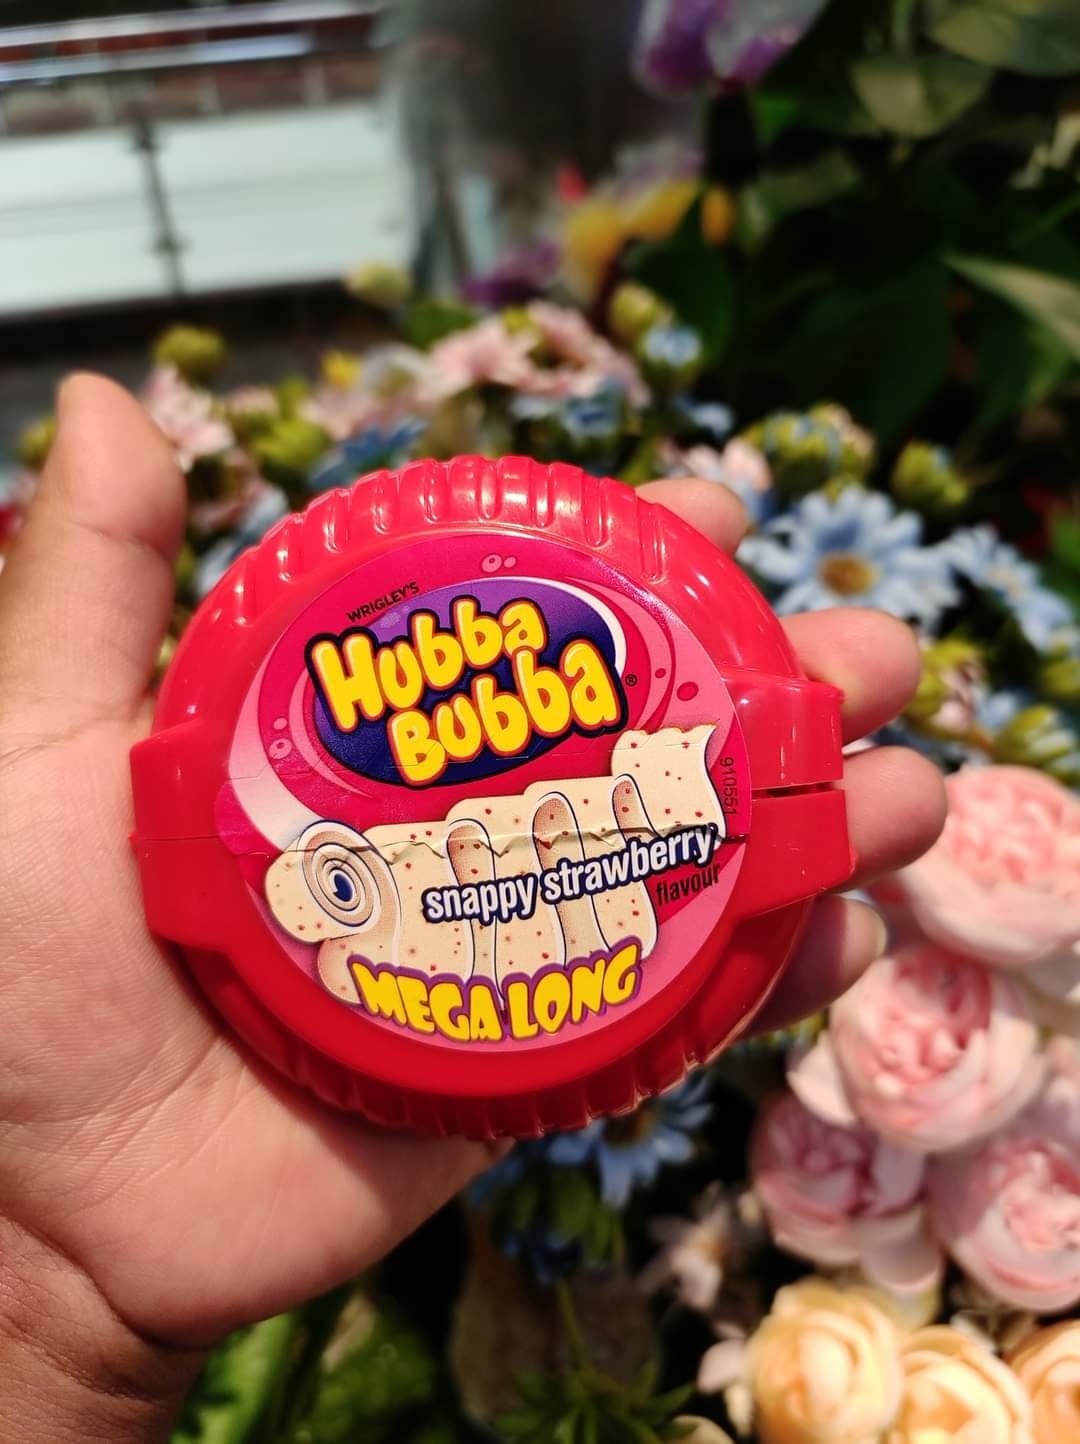 WRIGLEY'S
Hubba
Bubba®
snappy strawberry
flavour
MEGA LONG
910551